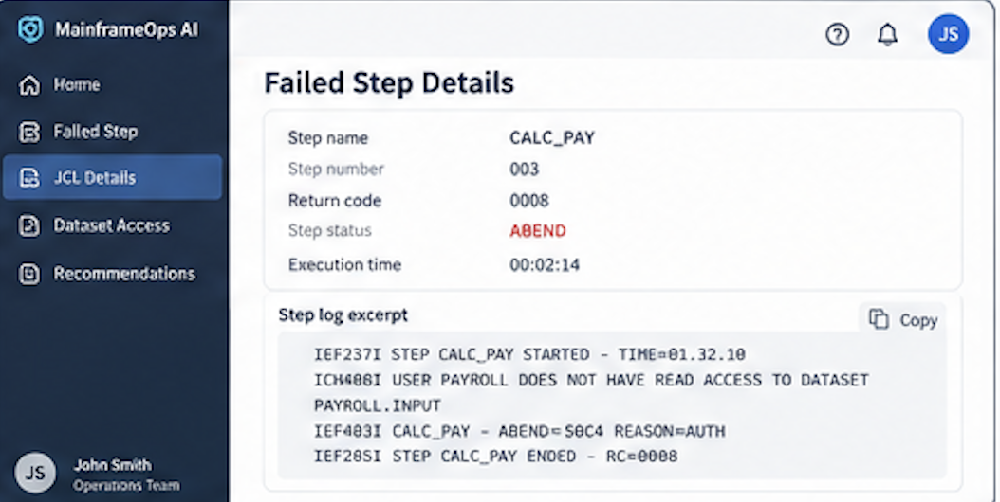 MainframeOps AI
JS
Home
Failed Step
JCL Details
Dataset Access
Recommendations
JS
John Smith
Operations Team
Failed Step Details
Step name CALC_PAY
Step number 003
Return code 0008
Step status ABEND
Execution time 00:02:14
Step log excerpt
Copy
IEF237I STEP CALC_PAY STARTED - TIME=01.32.10
ICH408I USER PAYROLL DOES NOT HAVE READ ACCESS TO DATASET
PAYROLL.INPUT
IEF403I CALC_PAY - ABEND=S0C4 REASON=AUTH
IEF285I STEP CALC_PAY ENDED - RC=0008